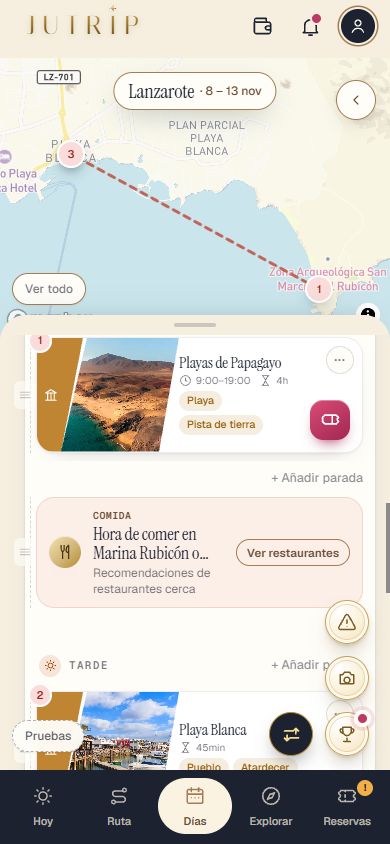 JUTRIP
LZ-701
Lanzarote · 8 – 13 nov
PLAN PARCIAL
PLAYA
BLANCA
PLAYA
BLANCA
3
o Playa
ca Hotel
Zona Arqueológica San
Marc
l Rubicón
1
Ver todo
1
Playas de Papagayo
9:00–19:00 4h
Playa
Pista de tierra
+ Añadir parada
COMIDA
Hora de comer en
Marina Rubicón o...
Recomendaciones de
restaurantes cerca
Ver restaurantes
TARDE
+ Añadir p
2
Playa Blanca
45min
Pueblo
Atardecer
Pruebas
!
Hoy
Ruta
Días
Explorar
Reservas